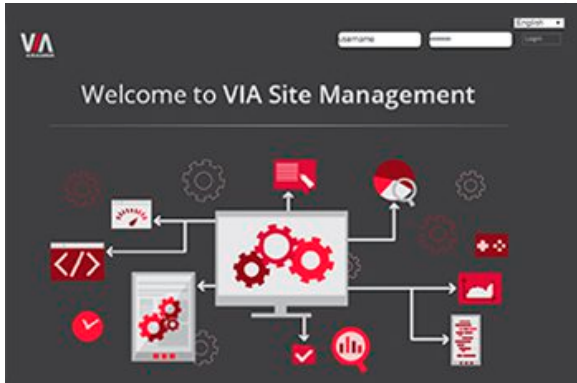 English
VIA
username
Login
Welcome to VIA Site Management
</>